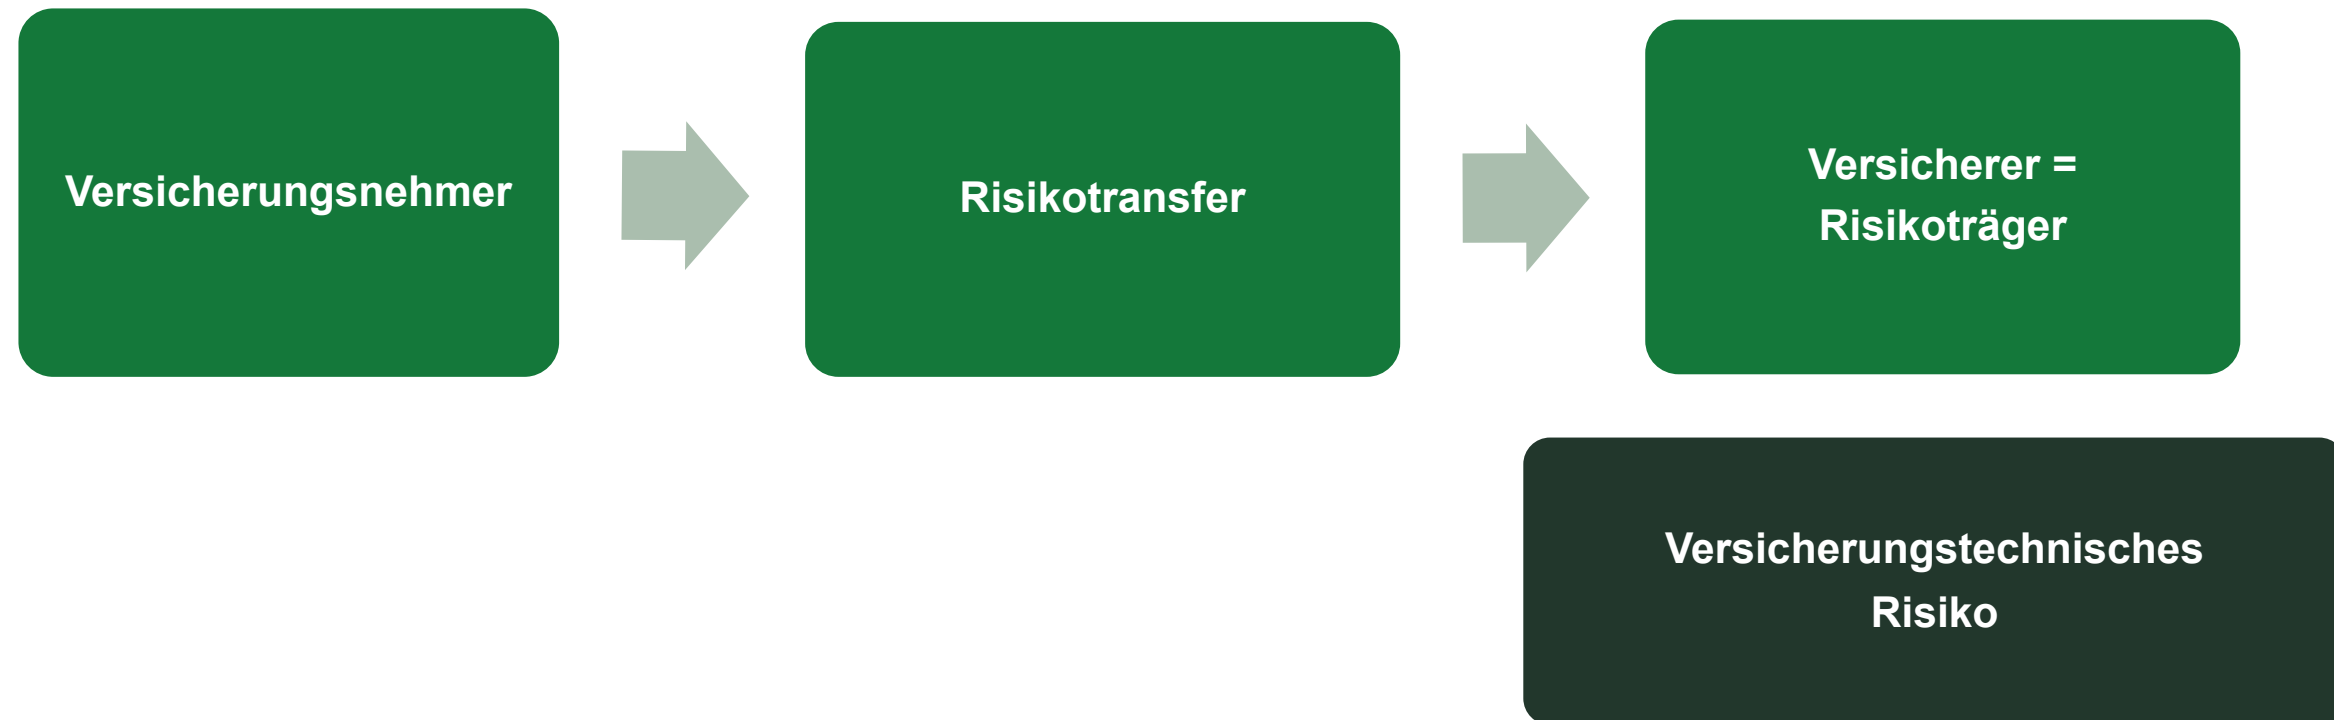 Versicherungsnehmer
Risikotransfer
Versicherer =
Risikoträger
Versicherungstechnisches
Risiko